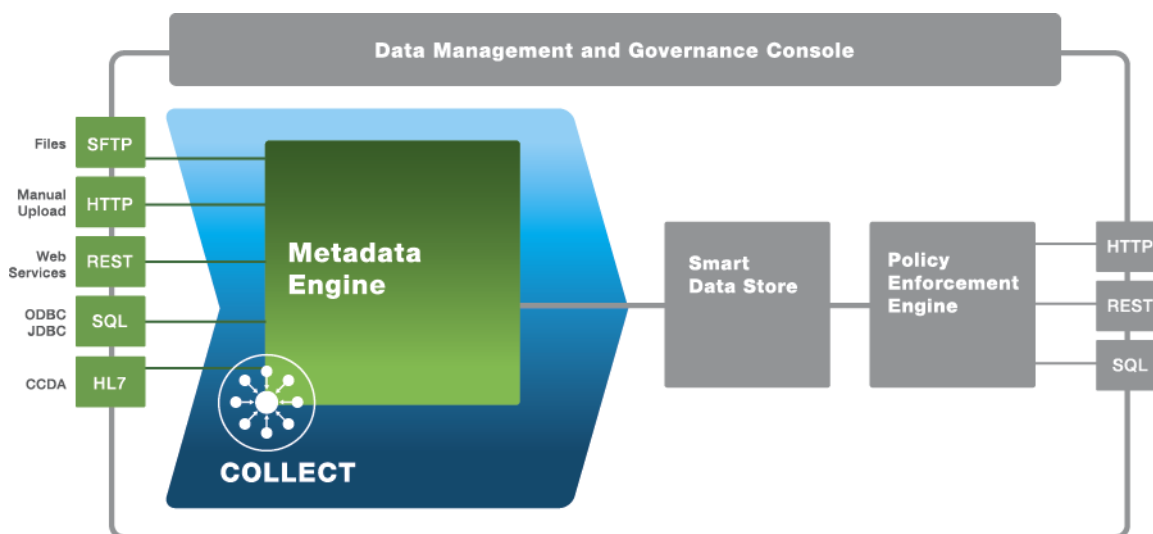 Data Management and Governance Console
Files
SFTP
Manual
Upload
HTTP
Web
Services
REST
ODBC
JDBC
SQL
CCDA
HL7
Metadata
Engine
COLLECT
Smart
Data Store
Policy
Enforcement
Engine
HTTP
REST
SQL